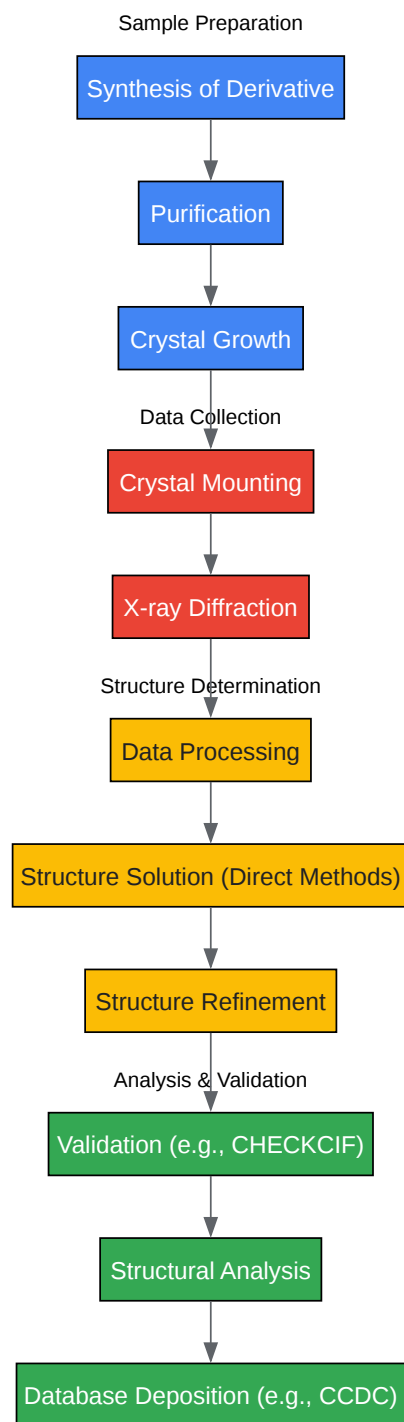 Sample Preparation
Synthesis of Derivative
Purification
Crystal Growth
Data Collection
Crystal Mounting
X-ray Diffraction
Structure Determination
Data Processing
Structure Solution (Direct Methods)
Structure Refinement
Analysis & Validation
Validation (e.g., CHECKCIF)
Structural Analysis
Database Deposition (e.g., CCDC)